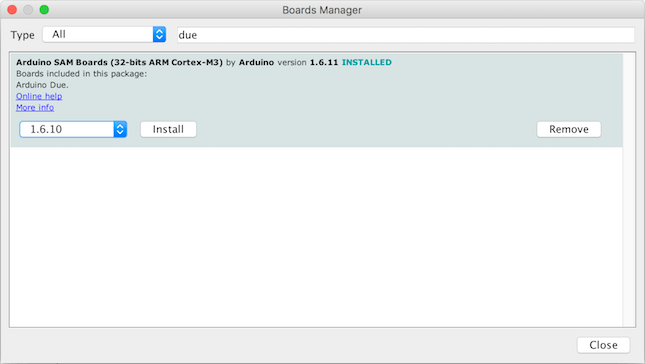 Boards Manager
Type All due
Arduino SAM Boards (32-bits ARM Cortex-M3) by Arduino version 1.6.11 INSTALLED
Boards included in this package:
Arduino Due.
Online help
More info
1.6.10 Install Remove
Close